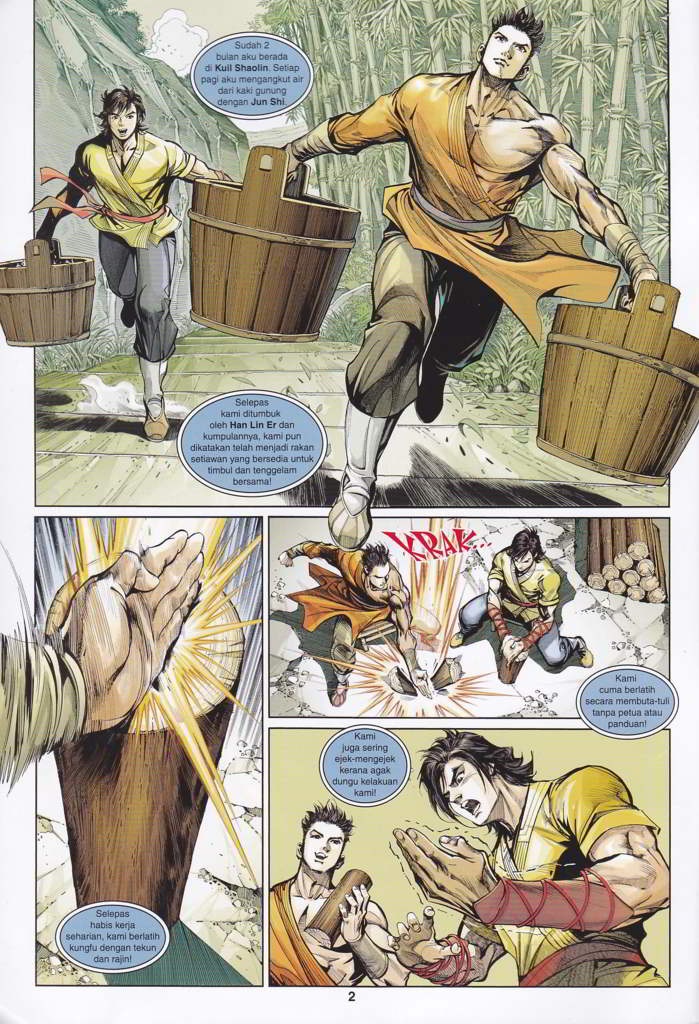 Sudah 2
bulan aku berada
di Kuil Shaolin. Setiap
pagi aku mengangkut air
dari kaki gunung
dengan Jun Shi.
Selepas
kami ditumbuk
oleh Han Lin Er dan
kumpulannya, kami pun
dikatakan telah menjadi rakan
setiawan yang bersedia untuk
timbul dan tenggelam
bersama!
Selepas
habis kerja
seharian, kami berlatih
kungfu dengan tekun
dan rajin!
KRAK...
Kami
cuma berlatih
secara membuta-tuli
tanpa petua atau
panduan!
Kami
juga sering
ejek-mengejek
kerana agak
dungu kelakuan
kami!
2